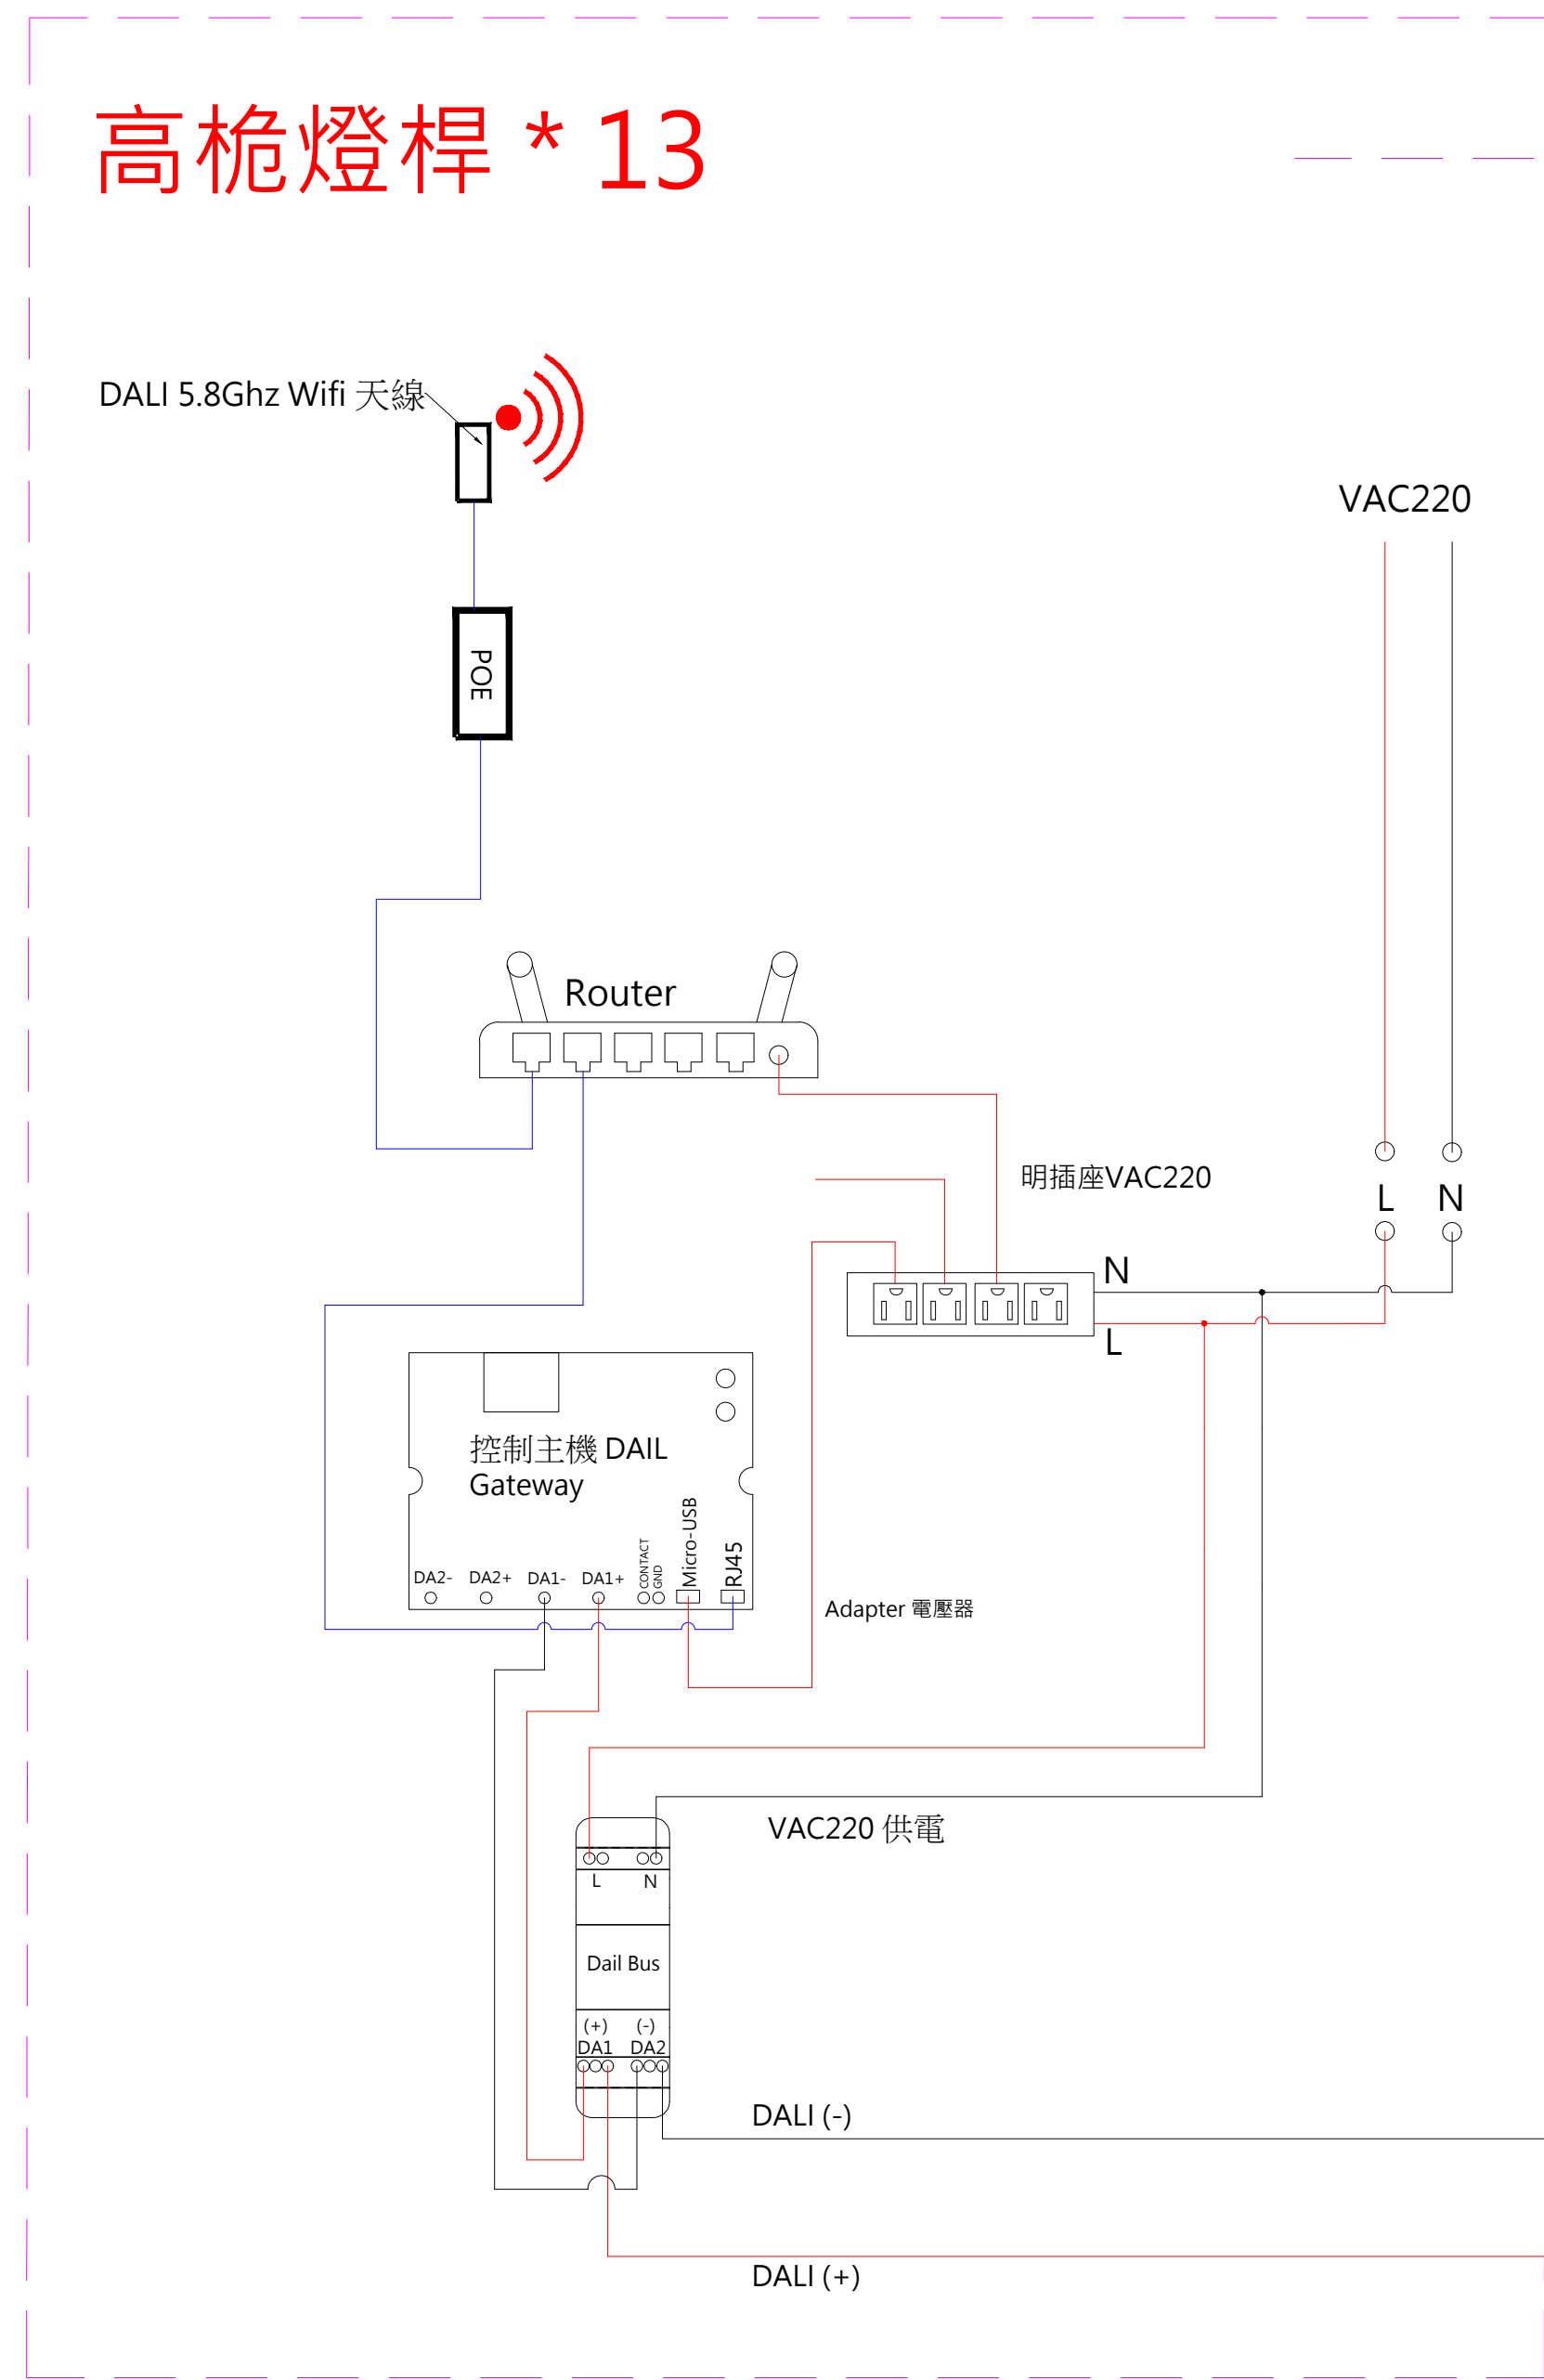 高桅燈桿 * 13
DALI 5.8Ghz Wifi 天線
VAC220
POE
Router
明插座VAC220
L N
N
L
控制主機 DAIL
Gateway
DA2- DA2+ DA1- DA1+ CONTACT GND Micro-USB RJ45
Adapter 電壓器
VAC220 供電
L N
Dail Bus
(+) (-)
DA1 DA2
DALI (-)
DALI (+)